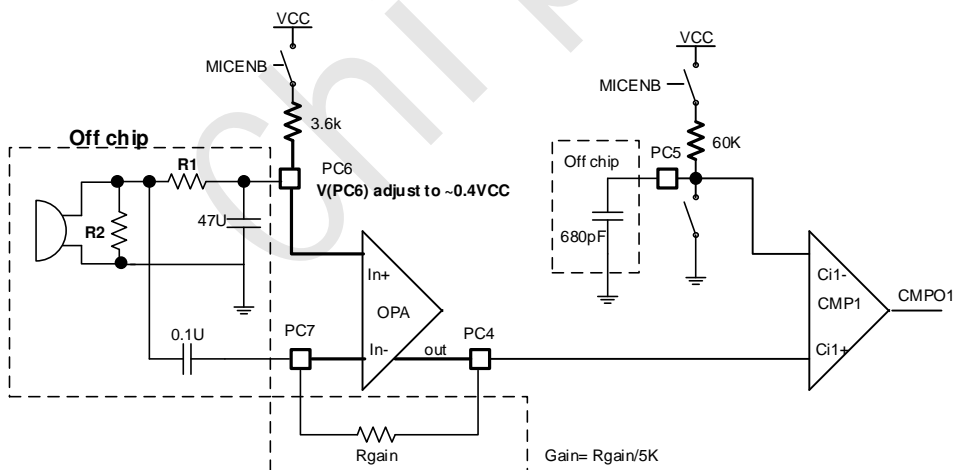 VCC
MICENB
3.6k
Off chip
R1
PC6
V(PC6) adjust to ~0.4VCC
R2
47U
In+
OPA
0.1U
PC7
In-
out
PC4
Rgain
Gain= Rgain/5K
VCC
MICENB
60K
Off chip
PC5
680pF
Ci1-
CMP1
CMPO1
Ci1+
chip